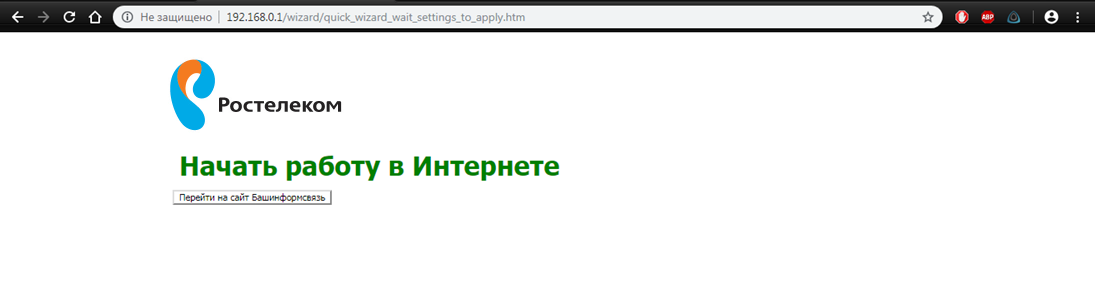 Не защищено 192.168.0.1/wizard/quick_wizard_wait_settings_to_apply.htm
ABP
Ростелеком
Начать работу в Интернете
Перейти на сайт Башинформсвязь